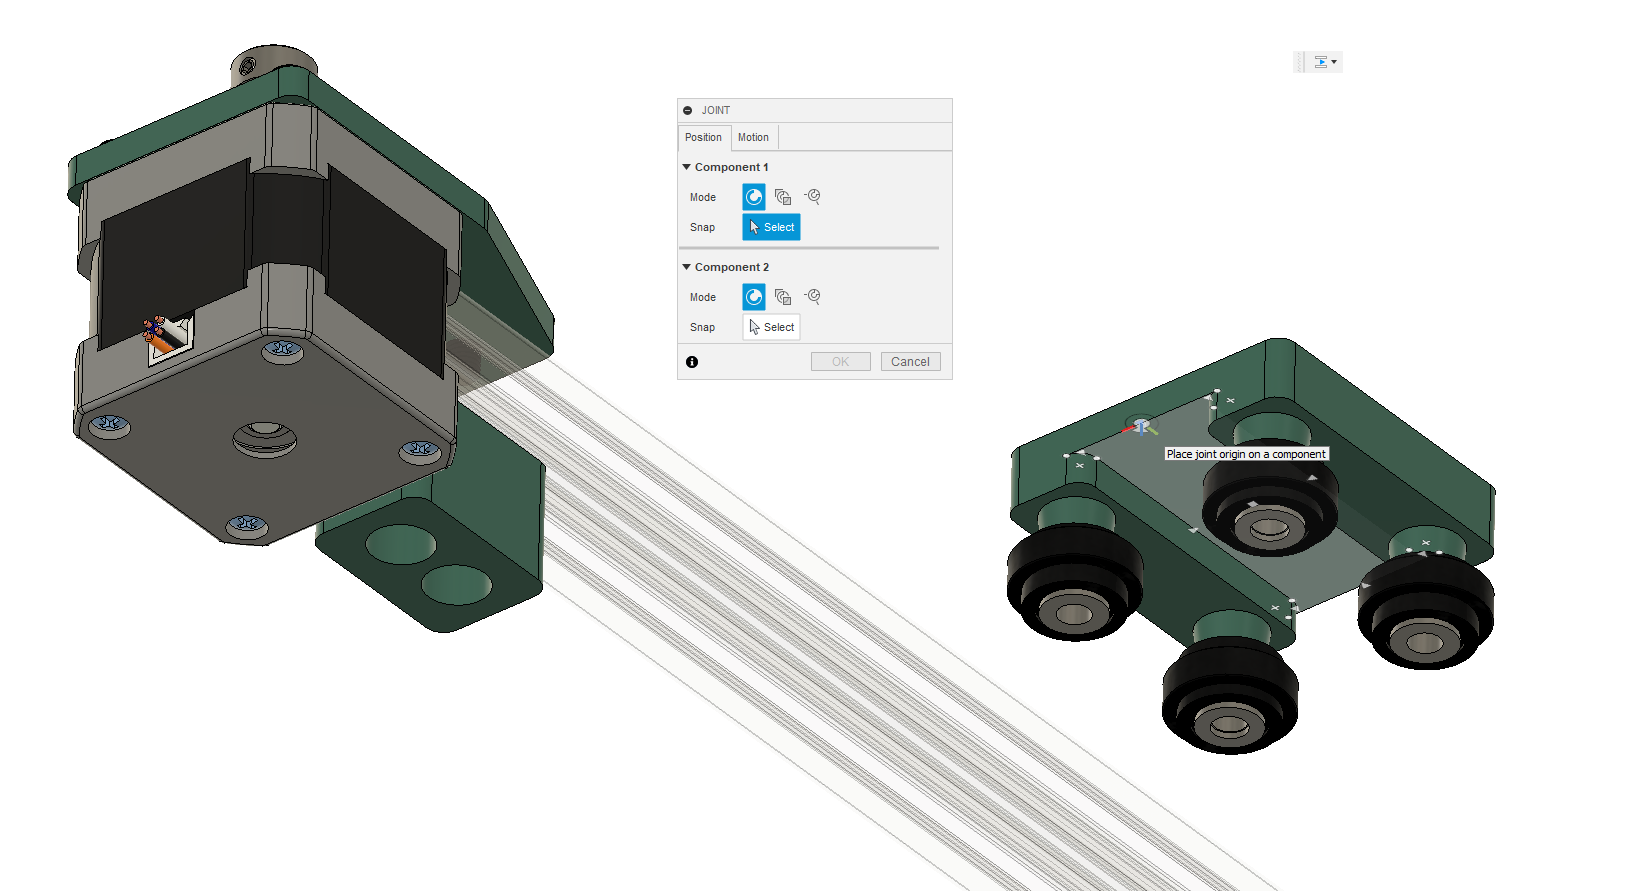 JOINT
Position Motion
Component 1
Mode
Snap Select
Component 2
Mode
Snap Select
OK Cancel
Place joint origin on a component